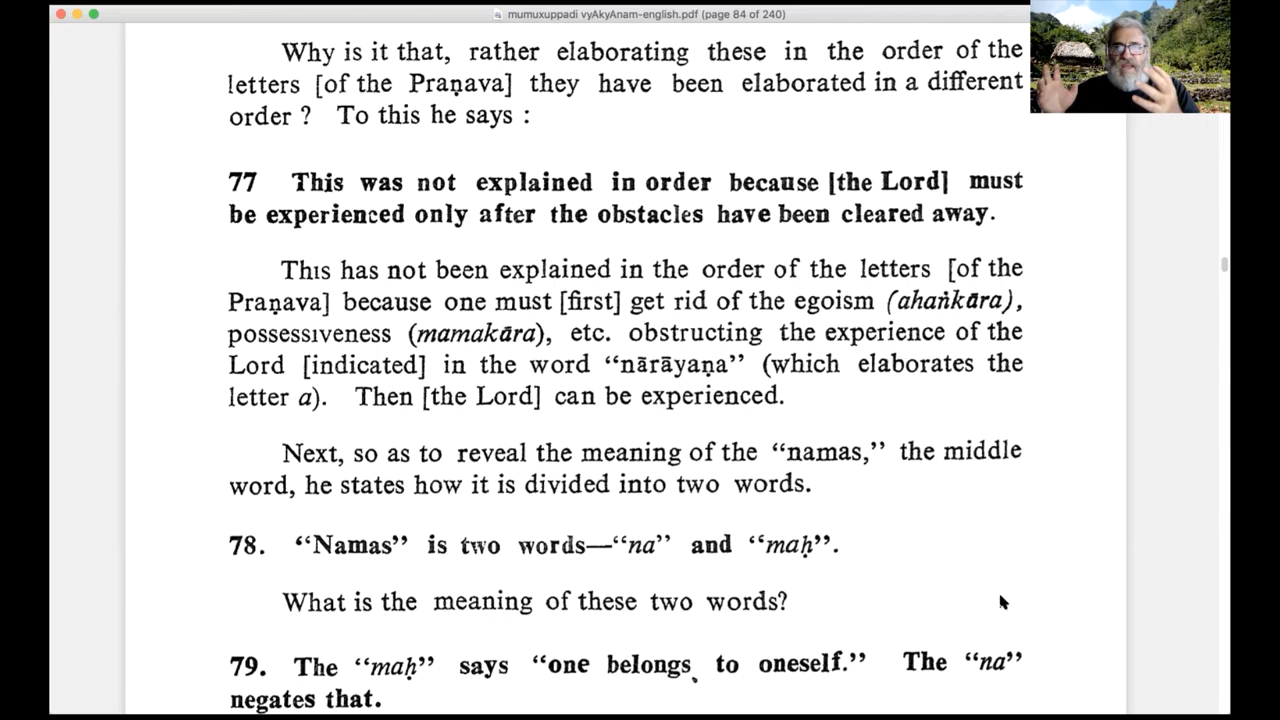 mumuxuppadi vyAkyAnam-english.pdf (page 84 of 240)
Why is it that, rather elaborating these in the order of the
letters [of the Praṇava] they have been elaborated in a different
order ? To this he says :
77 This was not explained in order because [the Lord] must
be experienced only after the obstacles have been cleared away.
This has not been explained in the order of the letters [of the
Praṇava] because one must [first] get rid of the egoism (ahaṅkāra),
possessiveness (mamakāra), etc. obstructing the experience of the
Lord [indicated] in the word “nārāyaṇa” (which elaborates the
letter a). Then [the Lord] can be experienced.
Next, so as to reveal the meaning of the “namas,” the middle
word, he states how it is divided into two words.
78. “Namas” is two words—“na” and “maḥ”.
What is the meaning of these two words?
79. The “maḥ” says “one belongs to oneself.” The “na”
negates that.